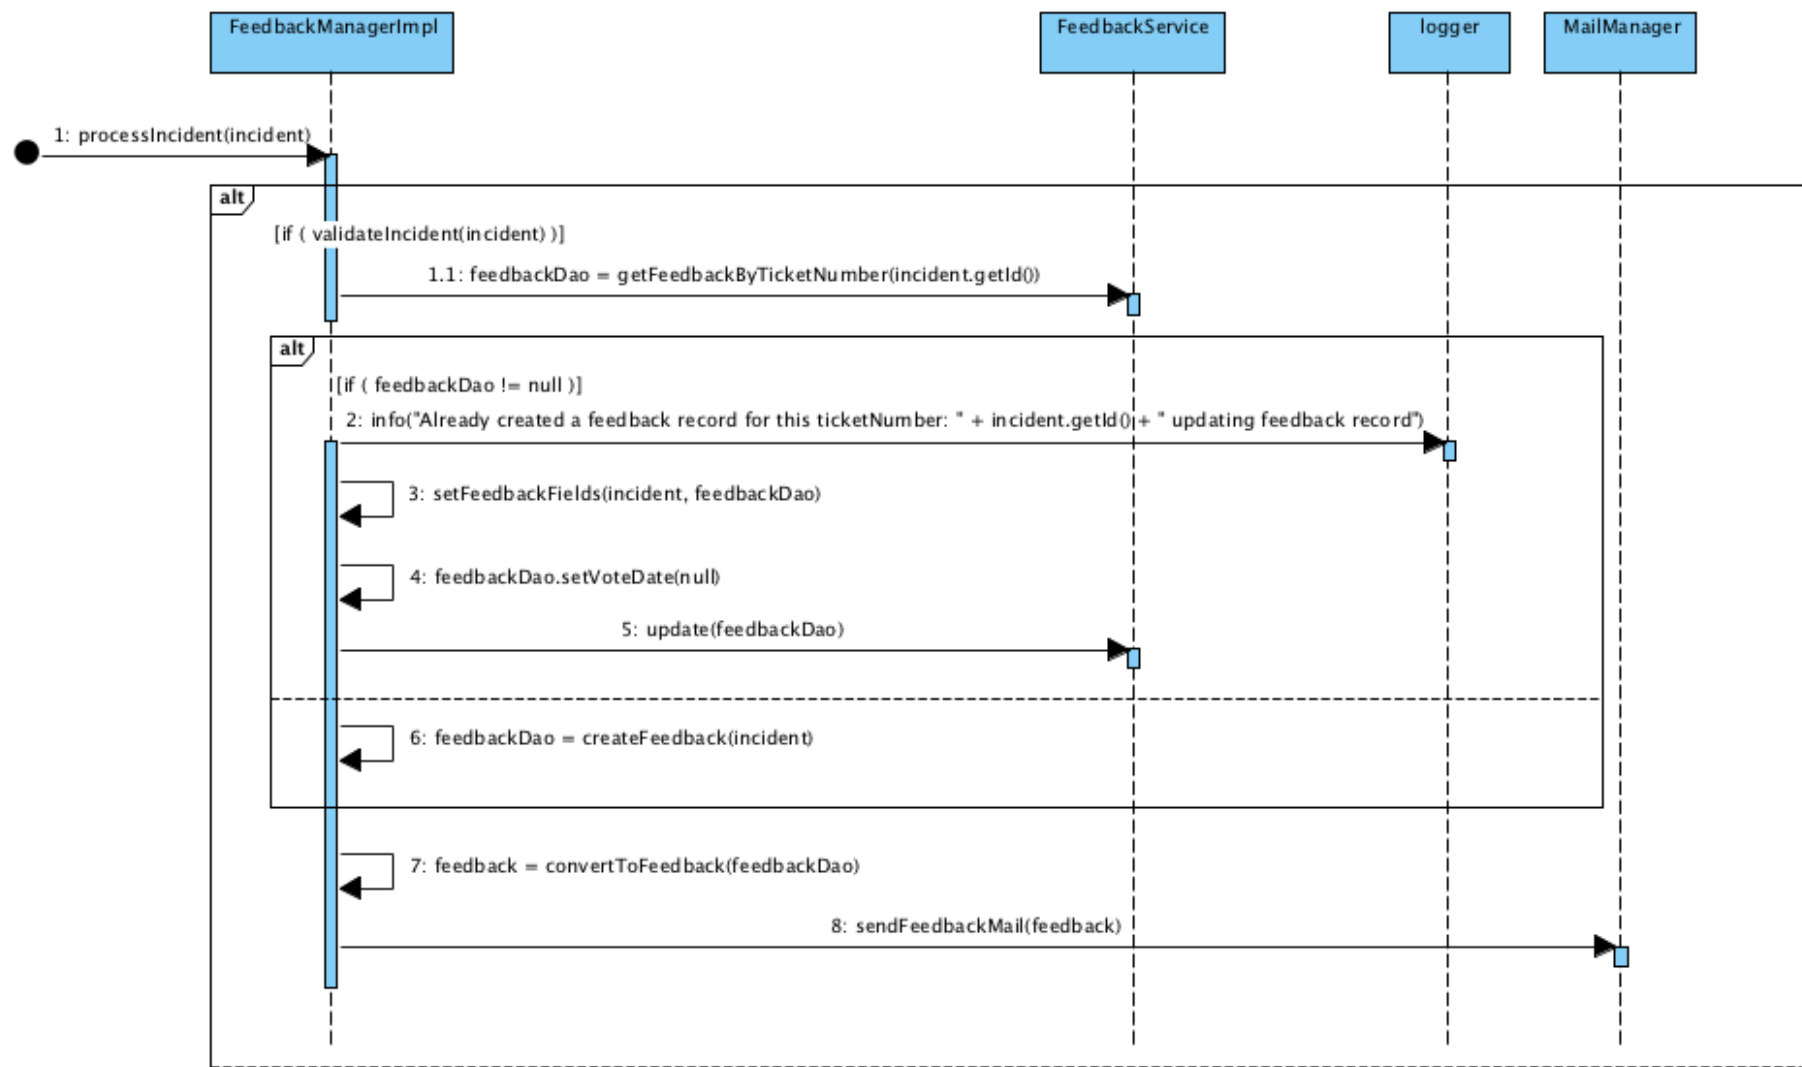 FeedbackManagerImpl
FeedbackService
logger
MailManager
1: processIncident(incident)
alt
[if ( validateIncident(incident) )]
1.1: feedbackDao = getFeedbackByTicketNumber(incident.getId())
alt
[if ( feedbackDao != null )]
2: info("Already created a feedback record for this ticketNumber: " + incident.getId() + " updating feedback record")
3: setFeedbackFields(incident, feedbackDao)
4: feedbackDao.setVoteDate(null)
5: update(feedbackDao)
6: feedbackDao = createFeedback(incident)
7: feedback = convertToFeedback(feedbackDao)
8: sendFeedbackMail(feedback)